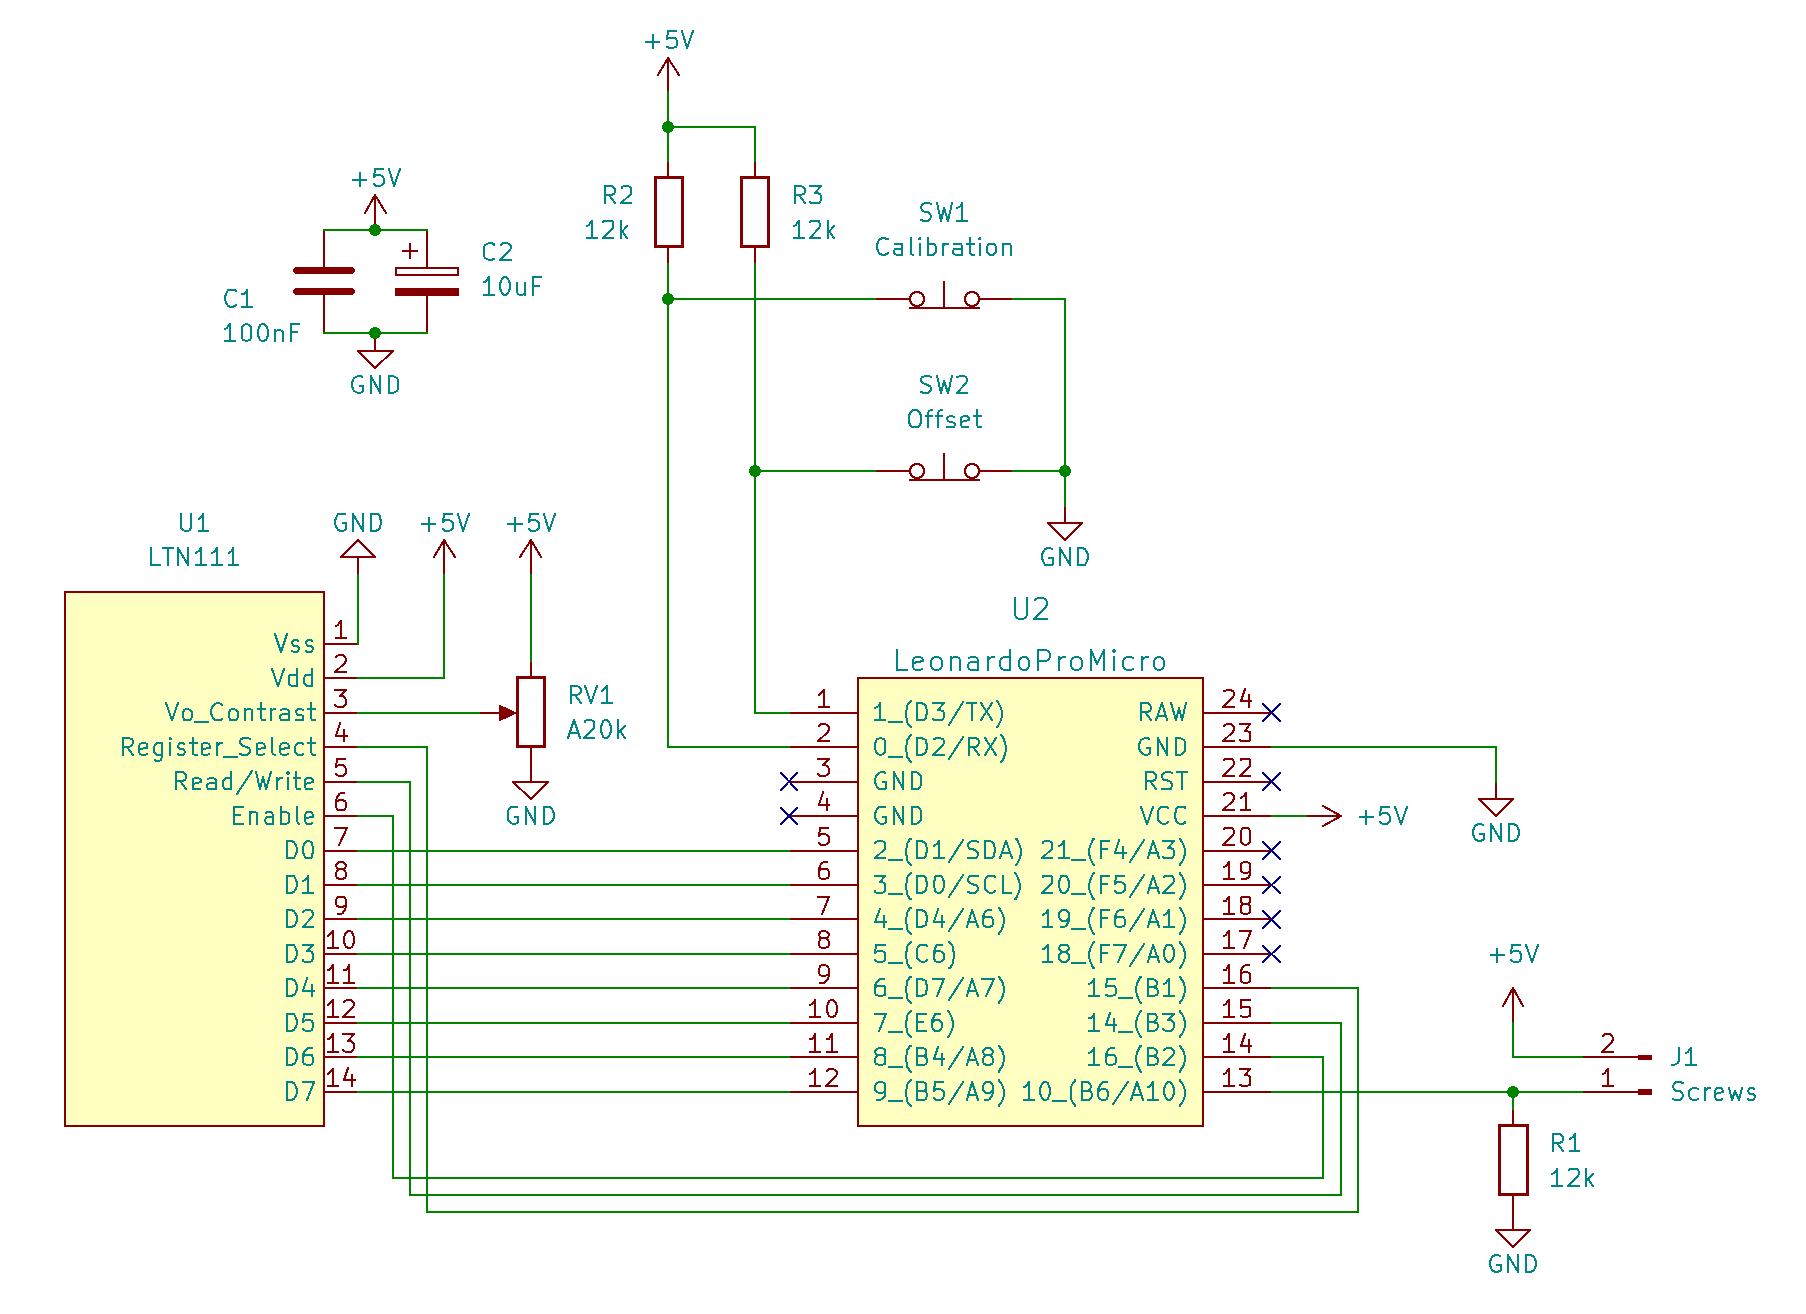 +5V
+5V
R2
12k
R3
12k
SW1
Calibration
+
C2
10uF
C1
100nF
GND
SW2
Offset
GND
U1
LTN111
GND
+5V
+5V
U2
LeonardoProMicro
Vss 1
Vdd 2
Vo_Contrast 3
Register_Select 4
Read/Write 5
Enable 6
D0 7
D1 8
D2 9
D3 10
D4 11
D5 12
D6 13
D7 14
RV1
A20k
GND
1 1_(D3/TX)
2 0_(D2/RX)
3 GND
4 GND
5 2_(D1/SDA)
6 3_(D0/SCL)
7 4_(D4/A6)
8 5_(C6)
9 6_(D7/A7)
10 7_(E6)
11 8_(B4/A8)
12 9_(B5/A9)
RAW 24
GND 23
RST 22
VCC 21
21_(F4/A3) 20
20_(F5/A2) 19
19_(F6/A1) 18
18_(F7/A0) 17
15_(B1) 16
14_(B3) 15
16_(B2) 14
10_(B6/A10) 13
+5V
GND
+5V
2
1
J1
Screws
R1
12k
GND